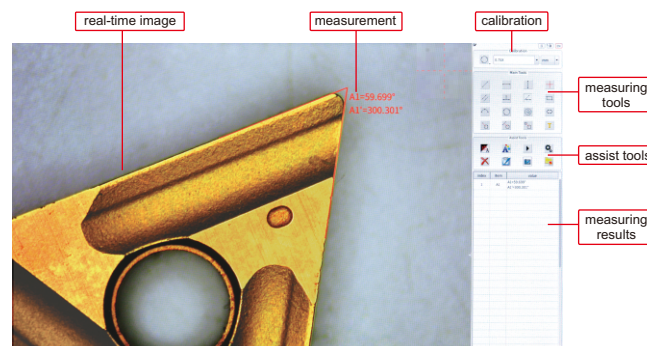 real-time image
measurement
calibration
A1=59.699°
A1'=300.301°
measuring
tools
assist tools
measuring
results